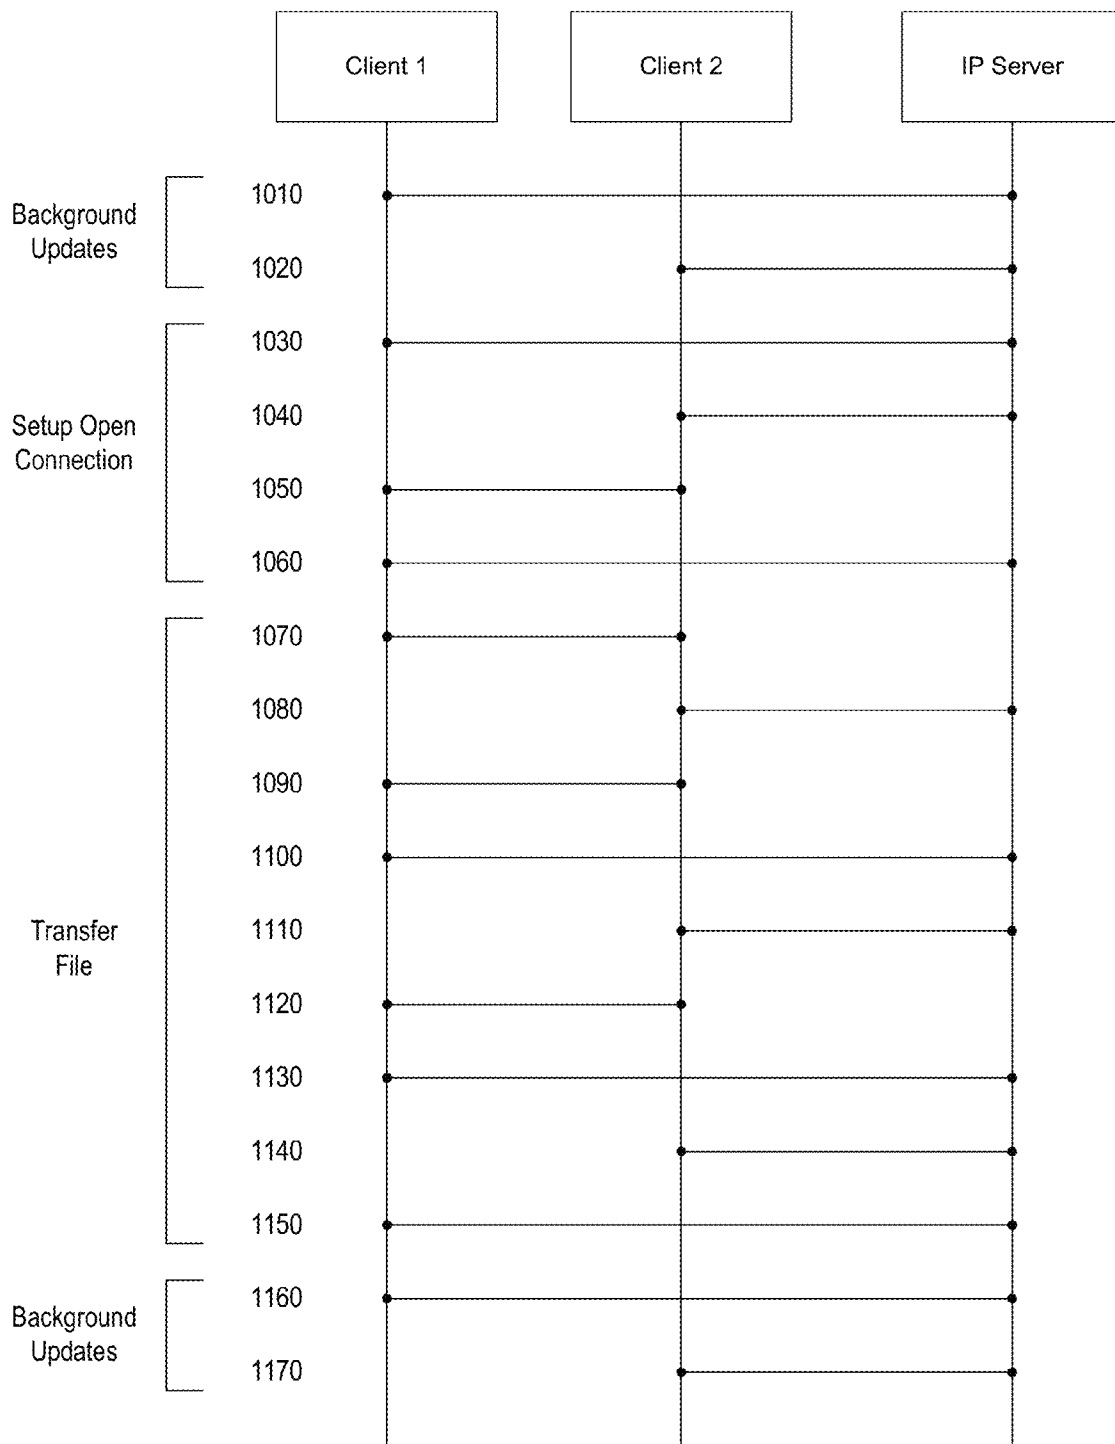 Client 1
Client 2
IP Server
Background
Updates
1010
1020
Setup Open
Connection
1030
1040
1050
1060
Transfer
File
1070
1080
1090
1100
1110
1120
1130
1140
1150
Background
Updates
1160
1170